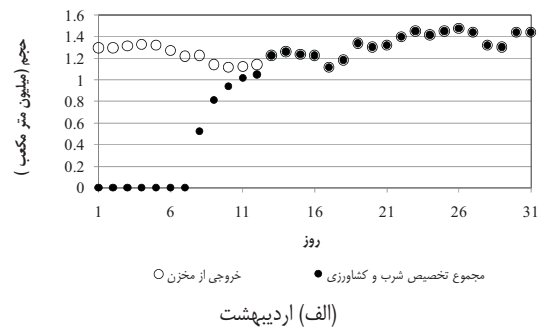 حجم (میلیون متر مکعب )
1.6
1.4
1.2
1
0.8
0.6
0.4
0.2
0
1 6 11 16 21 26 31
روز
خروجی از مخزن مجموع تخصیص شرب و کشاورزی
(الف) اردیبهشت